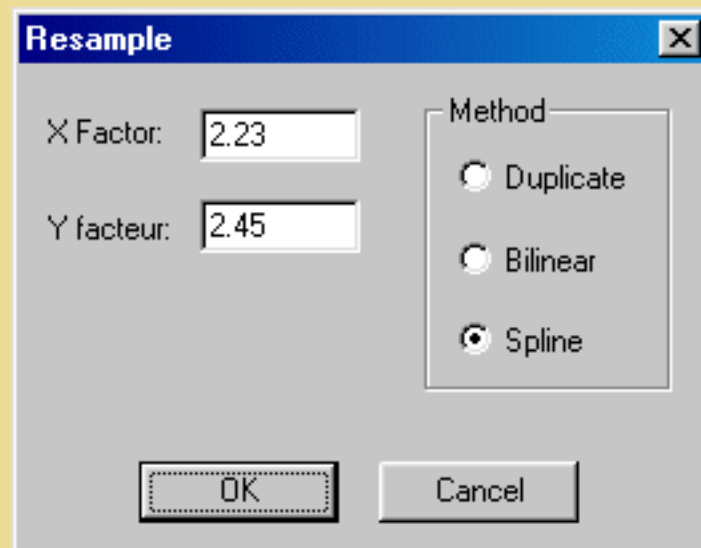 Resample
X Factor: 2.23
Y facteur: 2.45
Method
Duplicate
Bilinear
Spline
OK Cancel